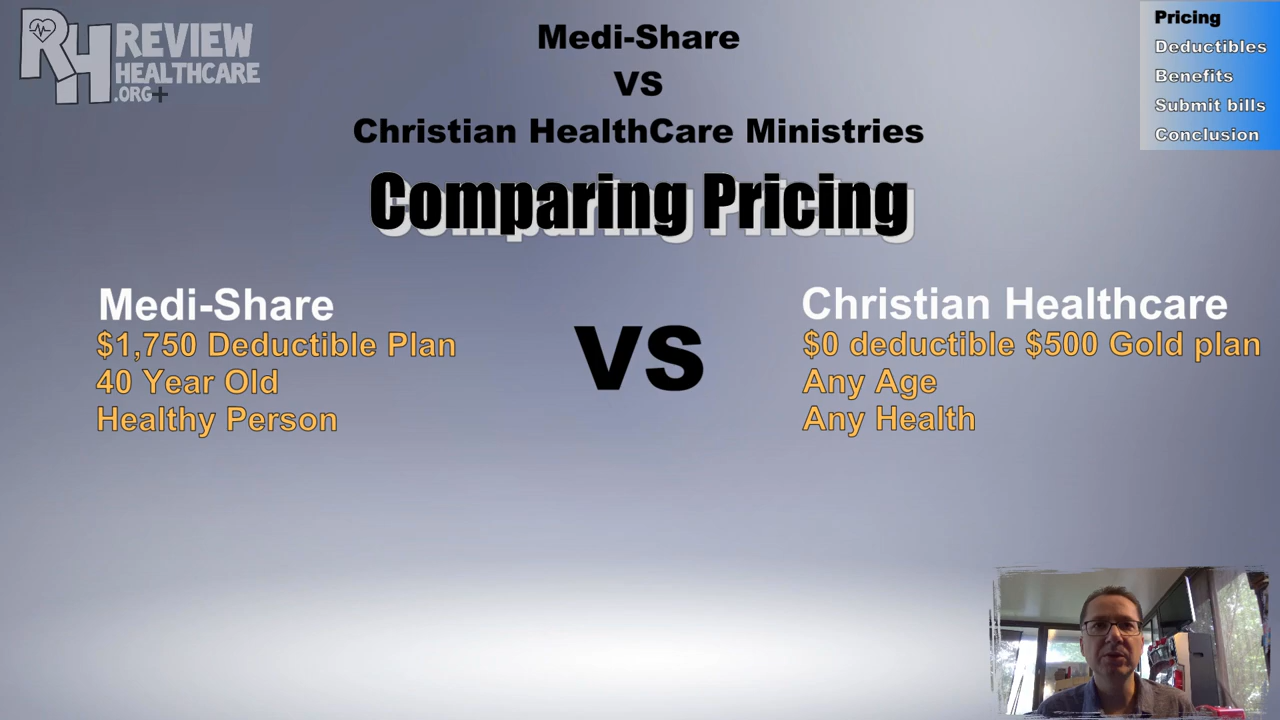 RH REVIEW
HEALTHCARE
.ORG+
Medi-Share
VS
Christian HealthCare Ministries
Comparing Pricing
Pricing
Deductibles
Benefits
Submit bills
Conclusion
Medi-Share
$1,750 Deductible Plan
40 Year Old
Healthy Person
VS
Christian Healthcare
$0 deductible $500 Gold plan
Any Age
Any Health